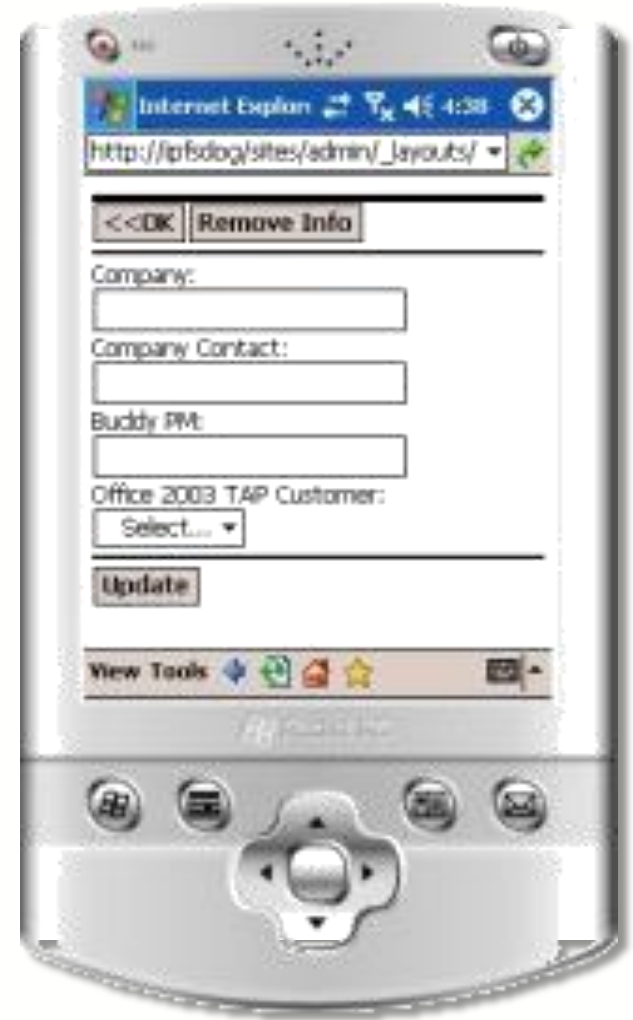 Internet Explor 4:38
http://ipfsdog/sites/admin/_layouts/
<<OK Remove Info
Company:
Company Contact:
Buddy PM:
Office 2003 TAP Customer:
Select...
Update
View Tools